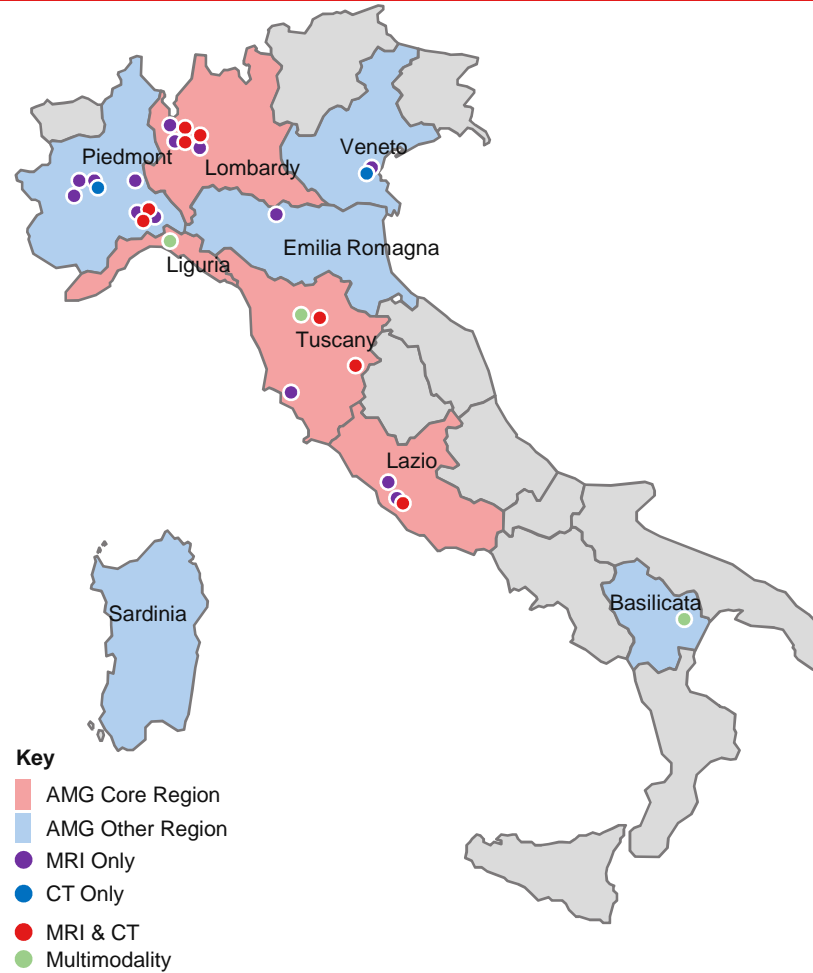 Piedmont
Lombardy
Veneto
Emilia Romagna
Liguria
Tuscany
Lazio
Basilicata
Sardinia
Key
AMG Core Region
AMG Other Region
MRI Only
CT Only
MRI & CT
Multimodality